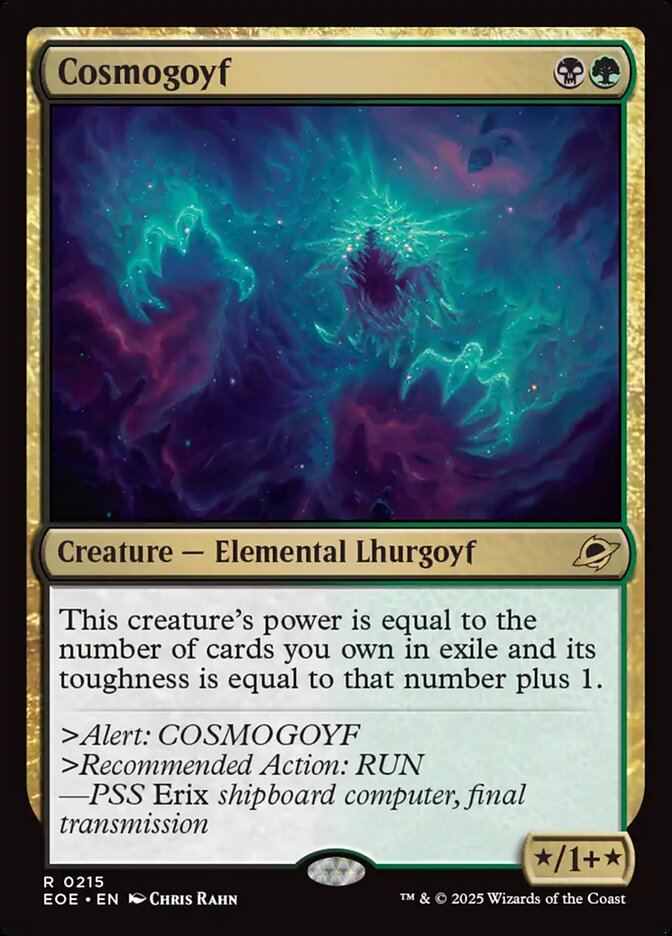 Cosmogoyf
Creature — Elemental Lhurgoyf
This creature's power is equal to the
number of cards you own in exile and its
toughness is equal to that number plus 1.
>Alert: COSMOGOYF
>Recommended Action: RUN
—PSS Erix shipboard computer, final
transmission
★/1+★
R 0215
EOE • EN Chris Rahn
™ & © 2025 Wizards of the Coast